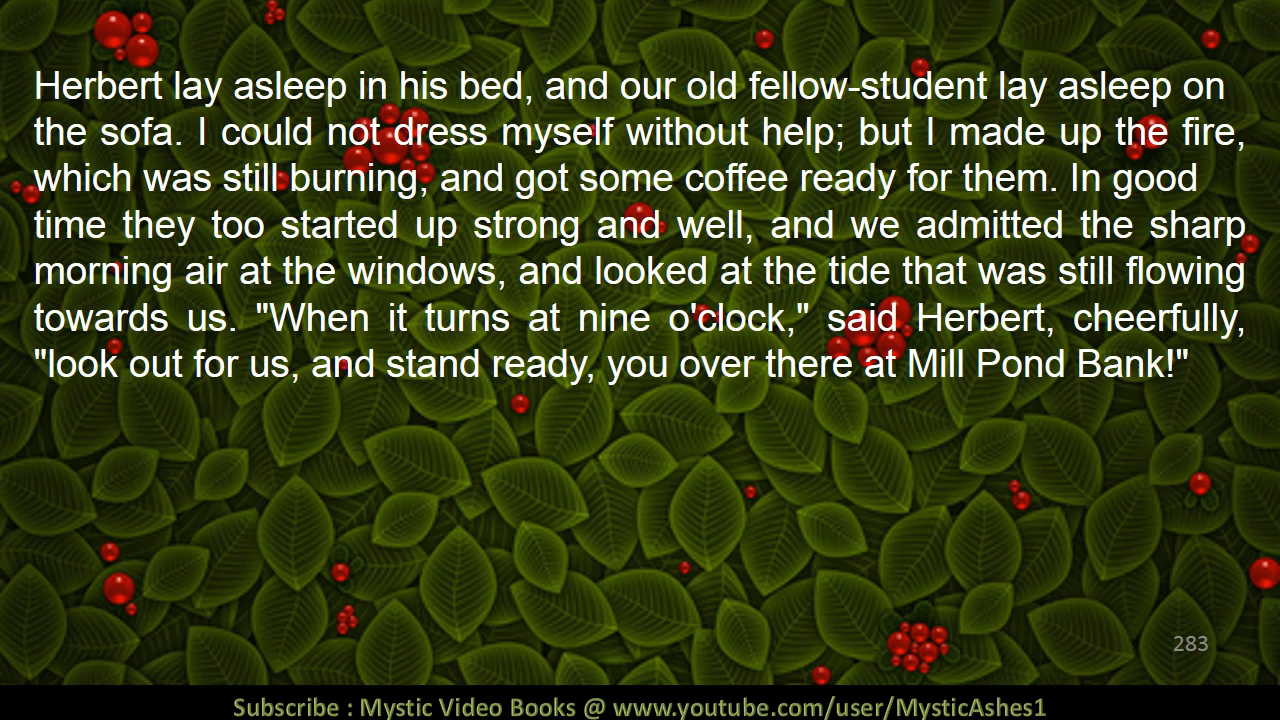 Herbert lay asleep in his bed, and our old fellow-student lay asleep on
the sofa. I could not dress myself without help; but I made up the fire,
which was still burning, and got some coffee ready for them. In good
time they too started up strong and well, and we admitted the sharp
morning air at the windows, and looked at the tide that was still flowing
towards us. "When it turns at nine o'clock," said Herbert, cheerfully,
"look out for us, and stand ready, you over there at Mill Pond Bank!"
283
Subscribe : Mystic Video Books @ www.youtube.com/user/MysticAshes1